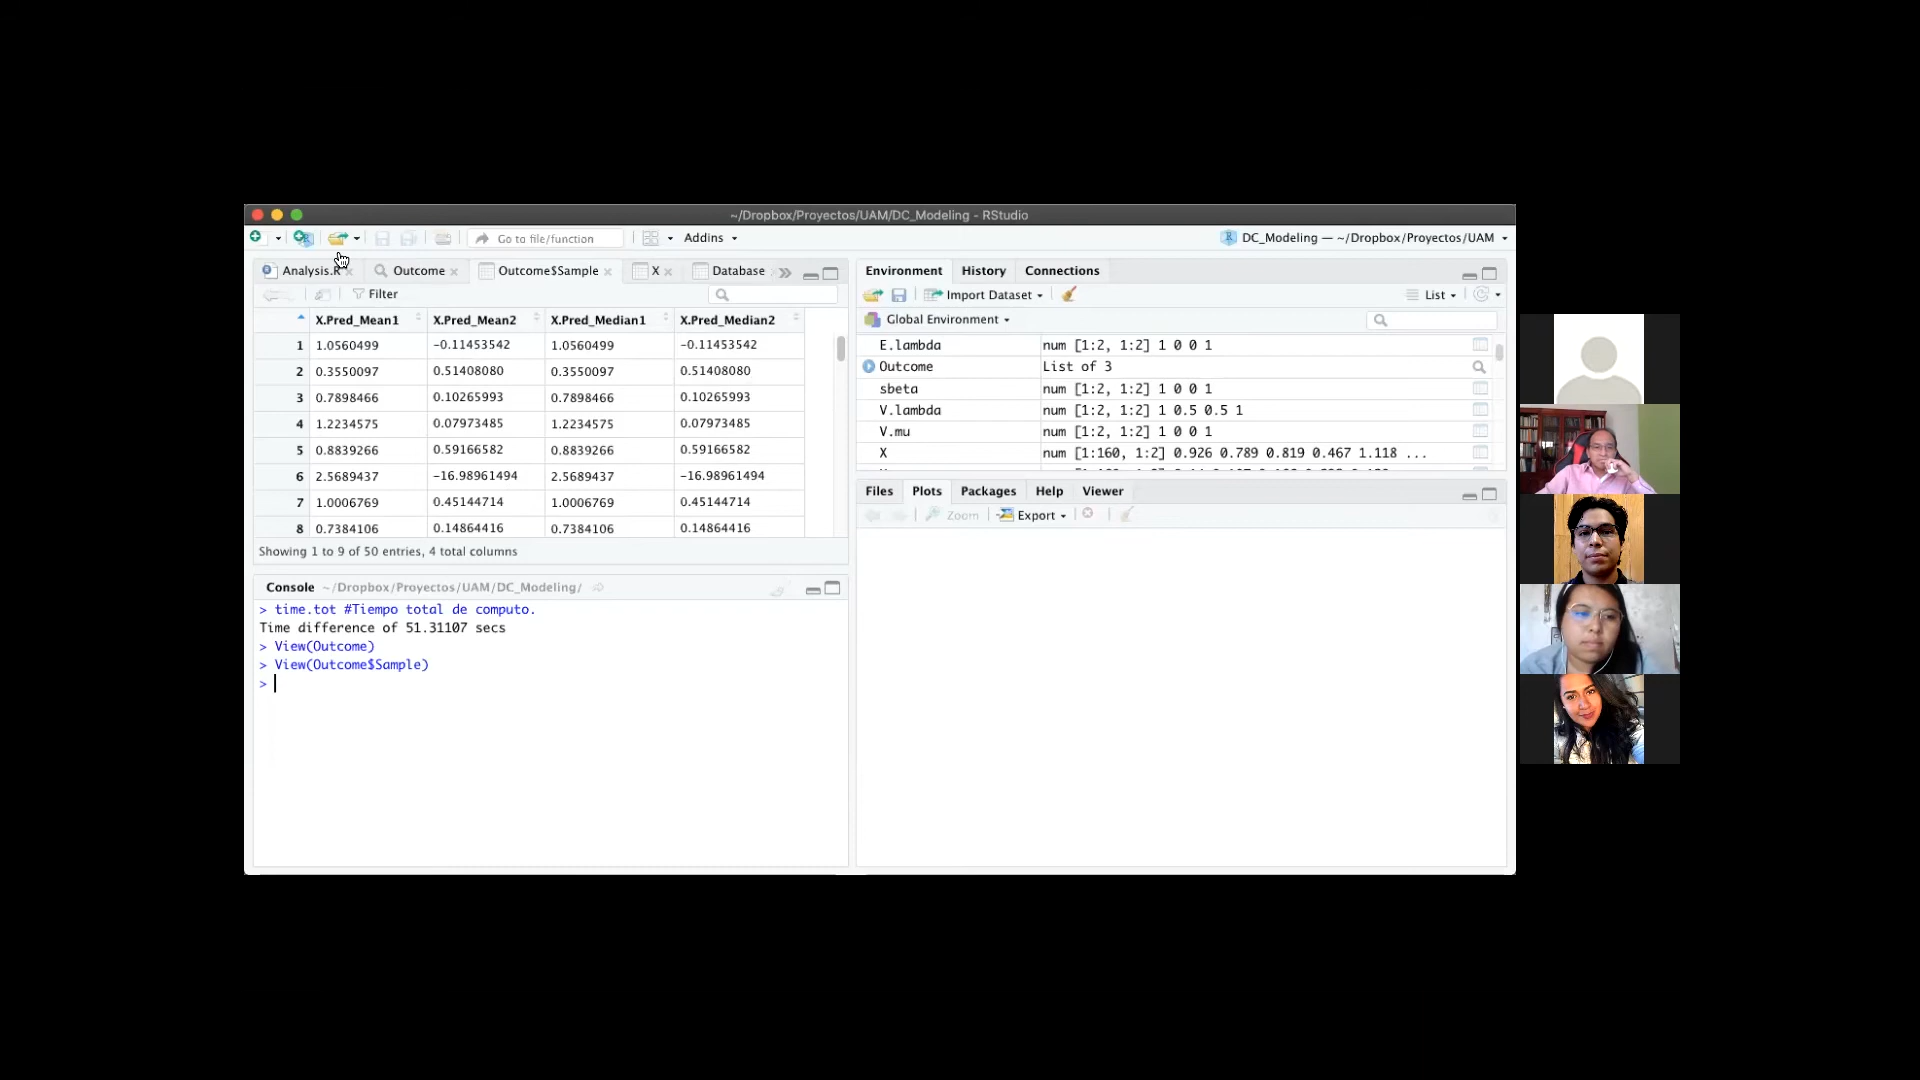 ~/Dropbox/Proyectos/UAM/DC_Modeling - RStudio
Go to file/function
Addins
DC_Modeling — ~/Dropbox/Proyectos/UAM
Analysis.R
Outcome
Outcome$Sample
X
Database
Filter
X.Pred_Mean1 X.Pred_Mean2 X.Pred_Median1 X.Pred_Median2
1 1.0560499 −0.11453542 1.0560499 −0.11453542
2 0.3550097 0.51408080 0.3550097 0.51408080
3 0.7898466 0.10265993 0.7898466 0.10265993
4 1.2234575 0.07973485 1.2234575 0.07973485
5 0.8839266 0.59166582 0.8839266 0.59166582
6 2.5689437 −16.98961494 2.5689437 −16.98961494
7 1.0006769 0.45144714 1.0006769 0.45144714
8 0.7384106 0.14864416 0.7384106 0.14864416
Showing 1 to 9 of 50 entries, 4 total columns
Console ~/Dropbox/Proyectos/UAM/DC_Modeling/
> time.tot #Tiempo total de computo.
Time difference of 51.31107 secs
> View(Outcome)
> View(Outcome$Sample)
>
Environment History Connections
Import Dataset
List
Global Environment
E.lambda num [1:2, 1:2] 1 0 0 1
Outcome List of 3
sbeta num [1:2, 1:2] 1 0 0 1
V.lambda num [1:2, 1:2] 1 0.5 0.5 1
V.mu num [1:2, 1:2] 1 0 0 1
X num [1:160, 1:2] 0.926 0.789 0.819 0.467 1.118 ...
Files Plots Packages Help Viewer
Zoom
Export